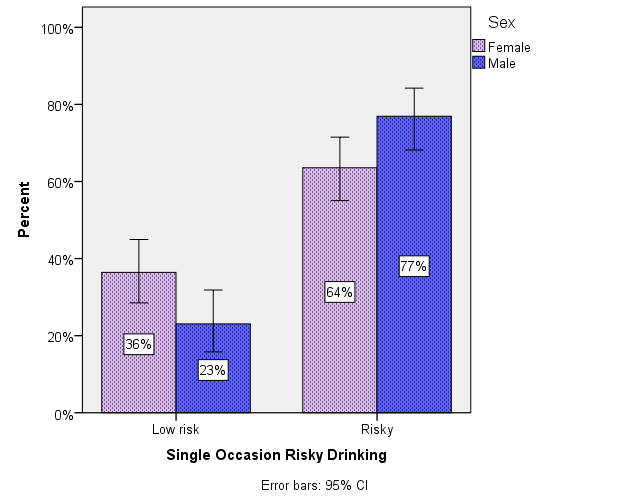 Sex
Female
Male
100%
80%
60%
40%
20%
0%
Percent
36%
23%
64%
77%
Low risk
Risky
Single Occasion Risky Drinking
Error bars: 95% CI